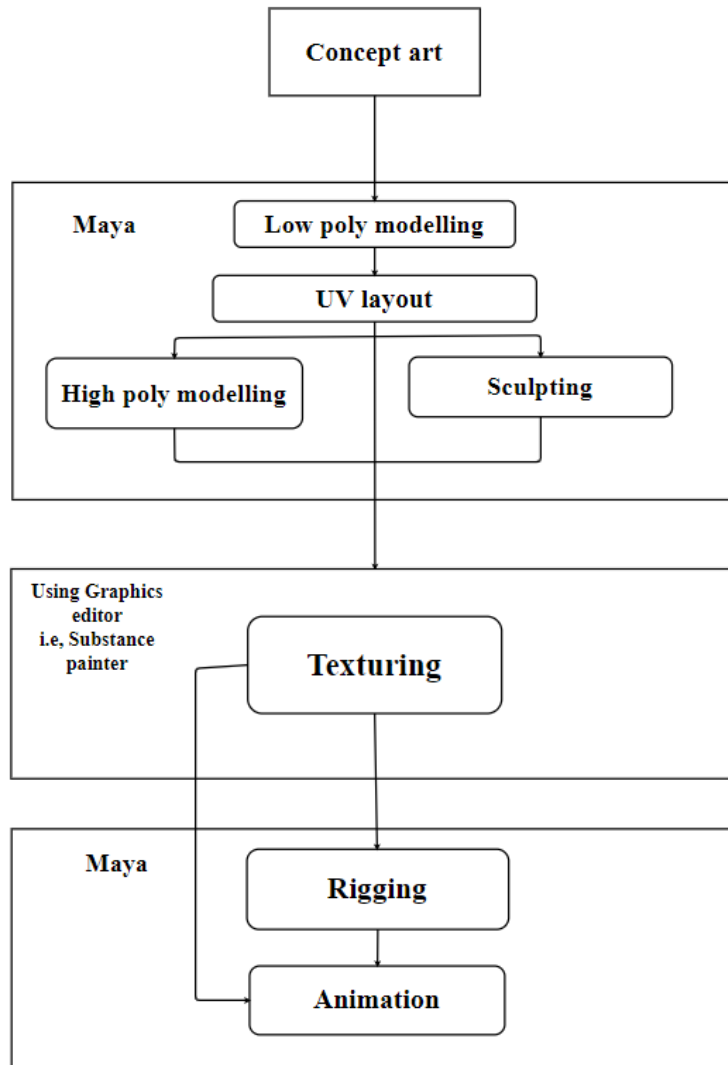 Concept art
Maya
Low poly modelling
UV layout
High poly modelling
Sculpting
Using Graphics
editor
i.e, Substance
painter
Texturing
Maya
Rigging
Animation